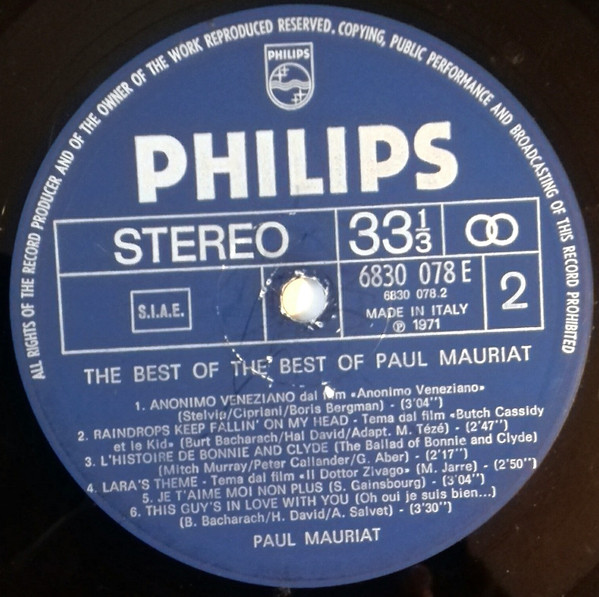 ALL RIGHTS OF THE RECORD PRODUCER AND OF THE OWNER OF THE WORK REPRODUCED RESERVED. COPYING, PUBLIC PERFORMANCE AND BROADCASTING OF THIS RECORD PROHIBITED
PHILIPS
PHILIPS
STEREO
33 1/3
S.I.A.E.
6830 078 E
6830 078.2
MADE IN ITALY
℗ 1971
2
THE BEST OF THE BEST OF PAUL MAURIAT
1. ANONIMO VENEZIANO dal film «Anonimo Veneziano»
(Stelvio/Cipriani/Boris Bergman) - (3'04'')
2. RAINDROPS KEEP FALLIN' ON MY HEAD - Tema dal film «Butch Cassidy
et le Kid» (Burt Bacharach/Hal David/Adapt. M. Tézé) - (2'47'')
3. L'HISTOIRE DE BONNIE AND CLYDE (The Ballad of Bonnie and Clyde)
(Mitch Murray/Peter Callander/G. Aber) - (2'17'')
4. LARA'S THEME - Tema dal film «Il Dottor Zivago» (M. Jarre) - (2'50'')
5. JE T'AIME MOI NON PLUS (S. Gainsbourg) - (3'04'')
6. THIS GUY'S IN LOVE WITH YOU (Oh oui je suis bien...)
(B. Bacharach/H. David/A. Salvet) - (3'30'')
PAUL MAURIAT